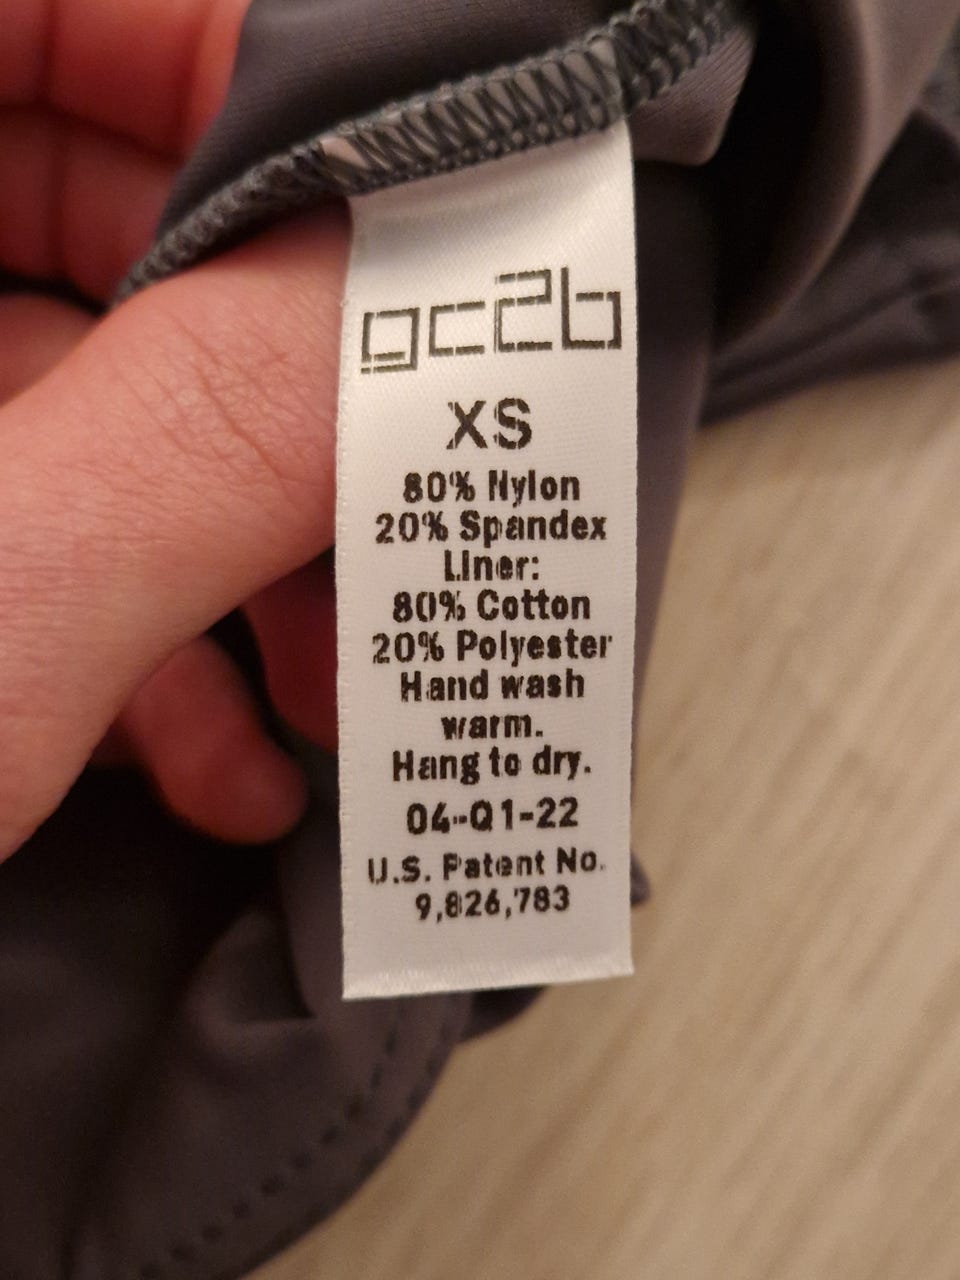 gc2b
XS
80% Nylon
20% Spandex
Liner:
80% Cotton
20% Polyester
Hand wash
warm.
Hang to dry.
04-Q1-22
U.S. Patent No.
9,826,783